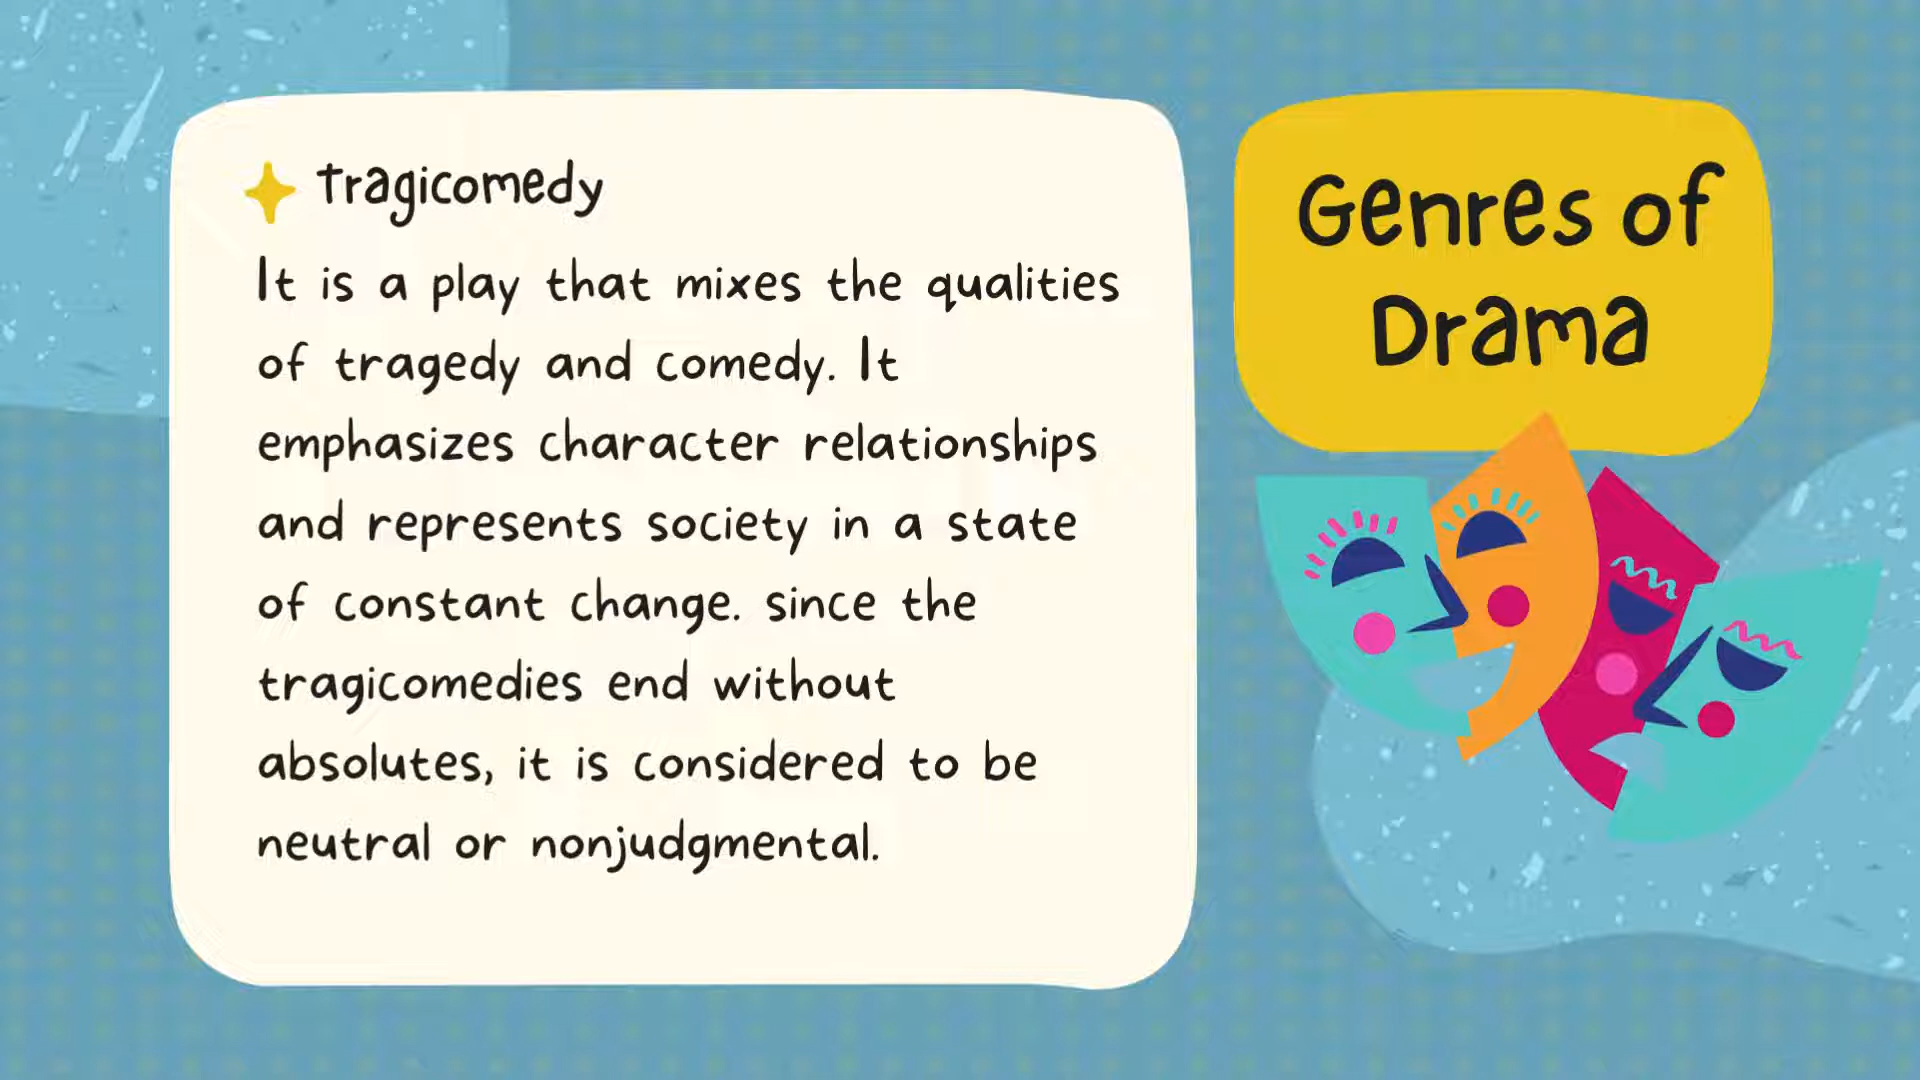 tragicomedy
It is a play that mixes the qualities
of tragedy and comedy. It
emphasizes character relationships
and represents society in a state
of constant change. since the
tragicomedies end without
absolutes, it is considered to be
neutral or nonjudgmental.
Genres of
Drama